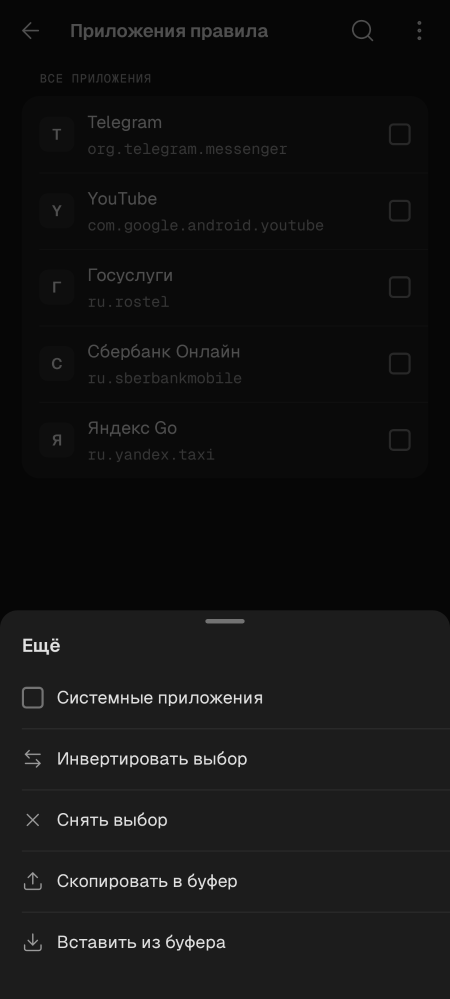 Приложения правила
ВСЕ ПРИЛОЖЕНИЯ
T
Telegram
org.telegram.messenger
Y
YouTube
com.google.android.youtube
Г
Госуслуги
ru.rostel
С
Сбербанк Онлайн
ru.sberbankmobile
Я
Яндекс Go
ru.yandex.taxi
Ещё
Системные приложения
Инвертировать выбор
Снять выбор
Скопировать в буфер
Вставить из буфера